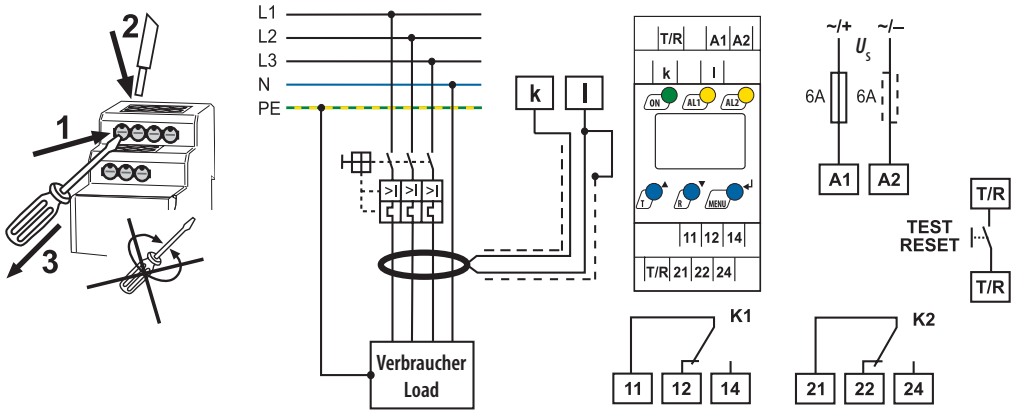 2
1
3
L1
L2
L3
N
PE
>I >I >I
Verbraucher
Load
k
l
T/R A1 A2
k l
ON AL1 AL2
T R MENU
11 12 14
T/R 21 22 24
~/+ ~/–
Us
6A 6A
A1 A2
T/R
TEST
RESET
T/R
K1
11 12 14
K2
21 22 24